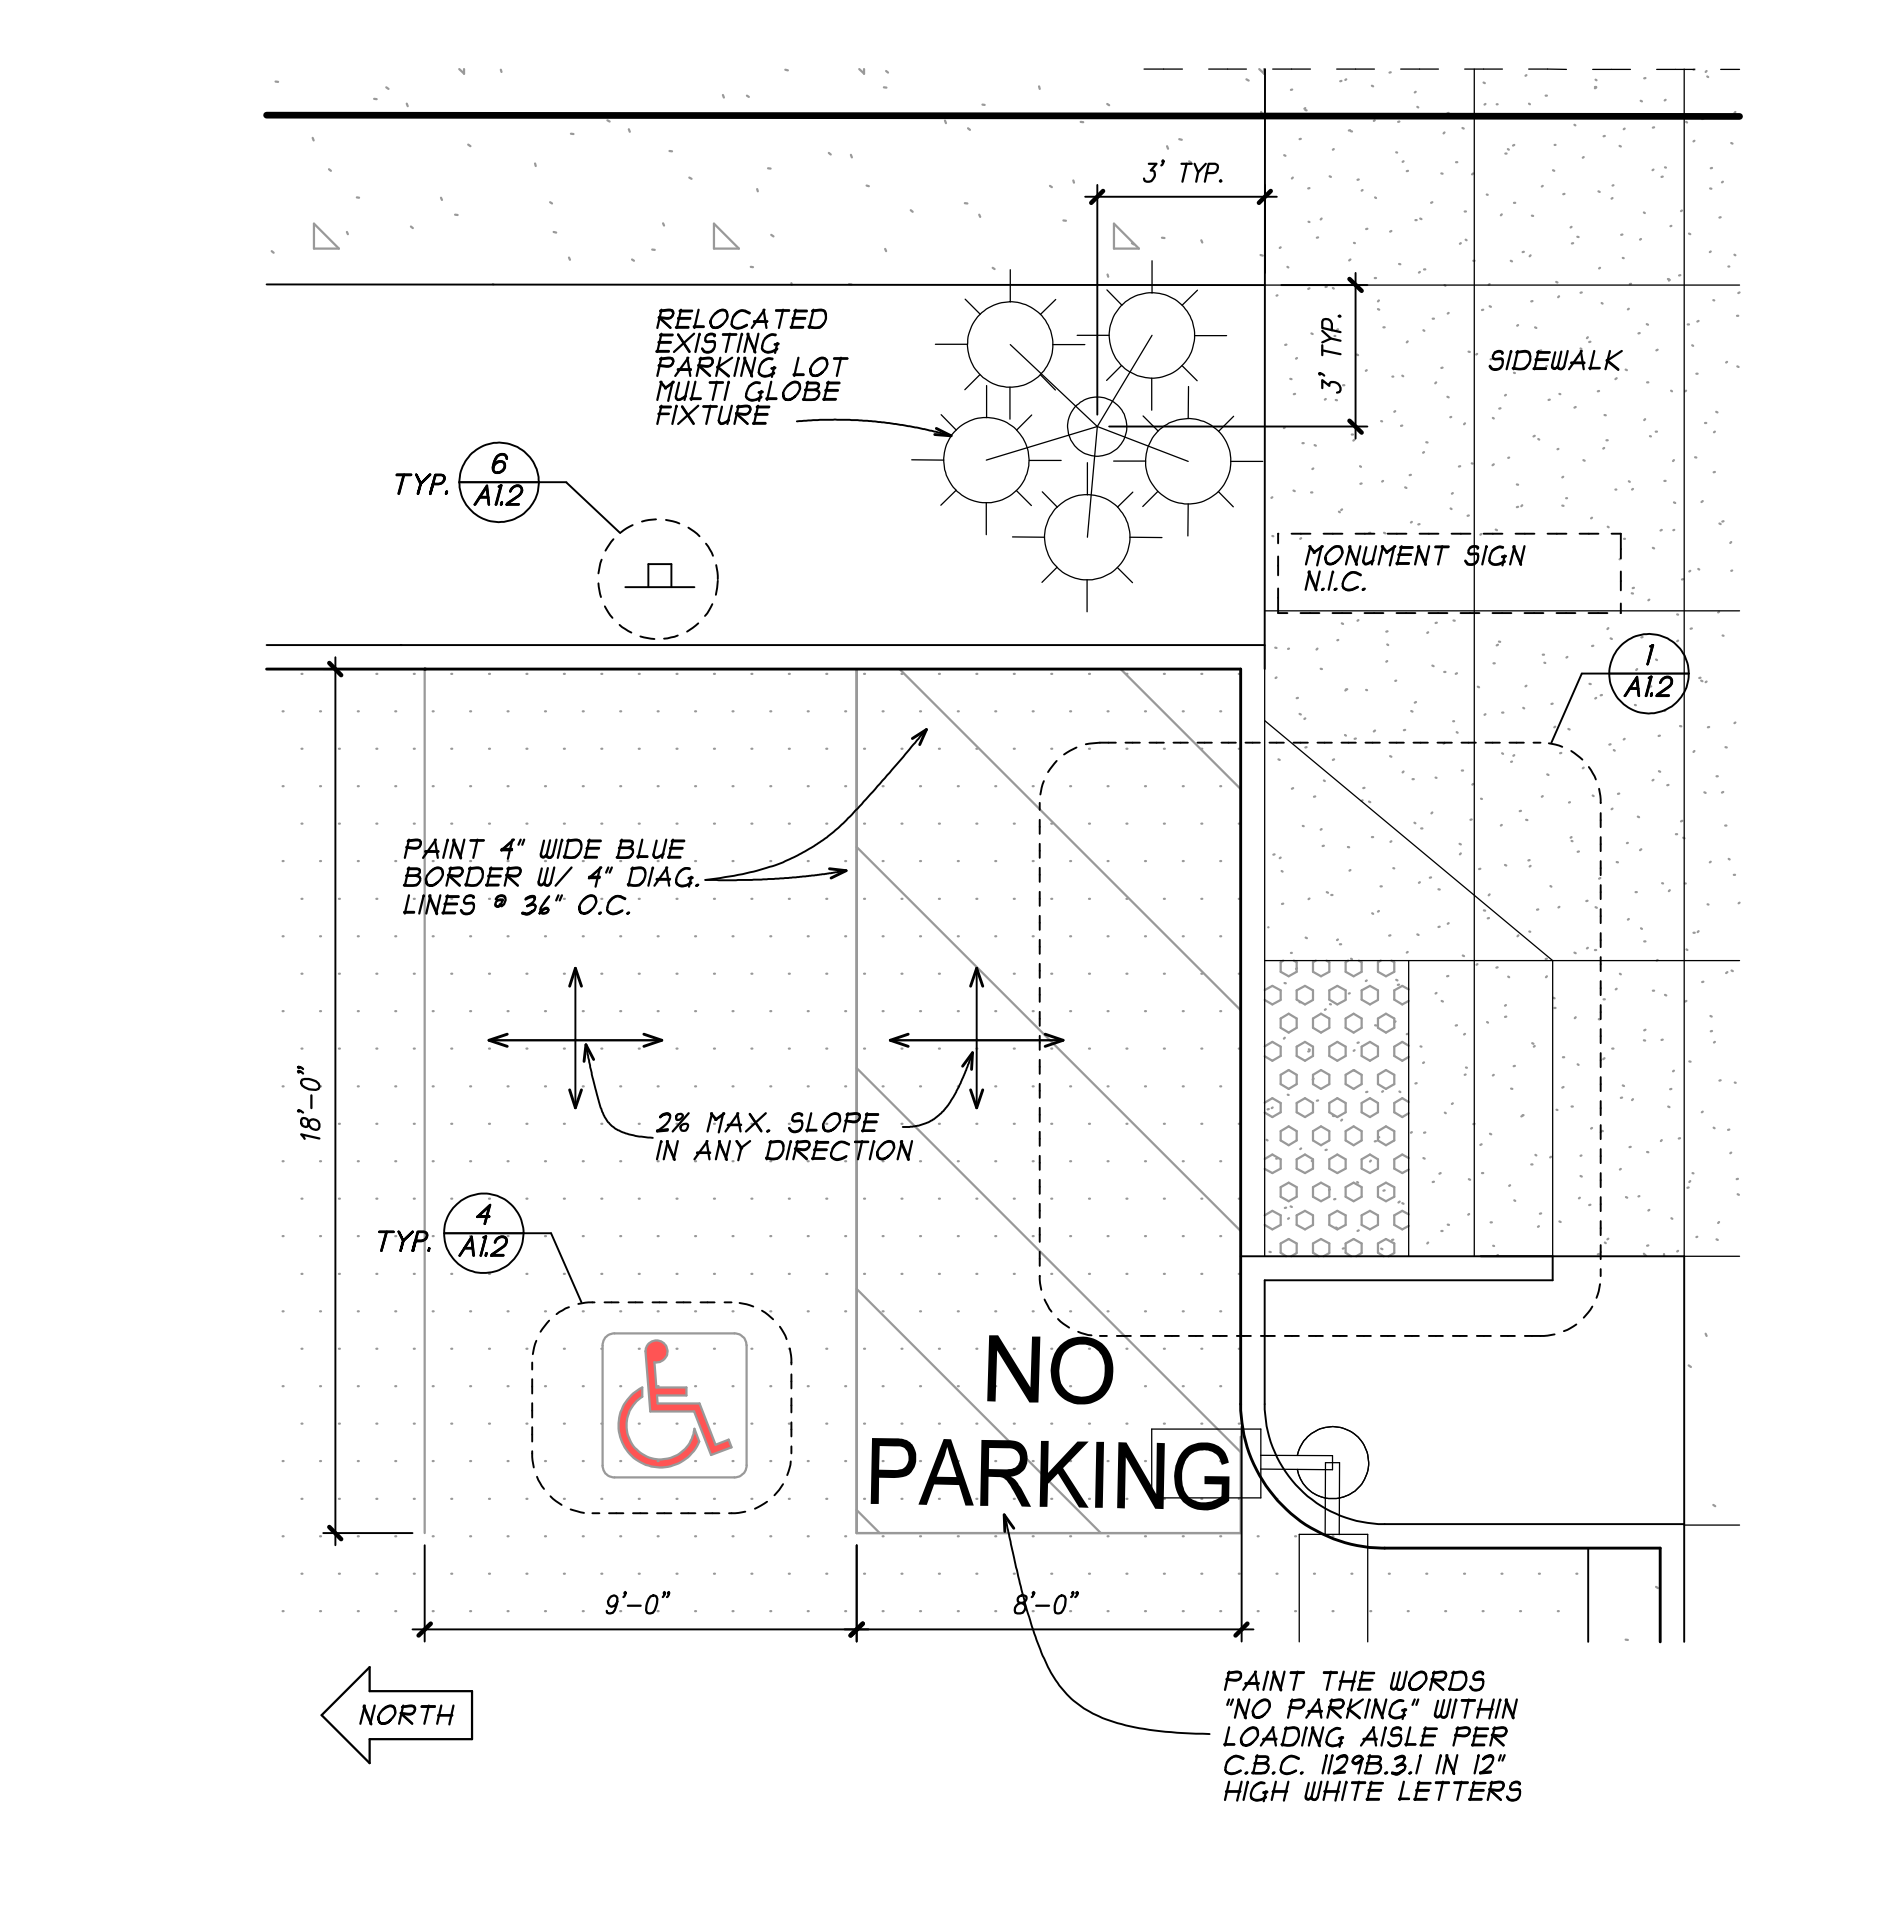 3' TYP.
RELOCATED
EXISTING
PARKING LOT
MULTI GLOBE
FIXTURE
3' TYP.
SIDEWALK
TYP.
6
A1.2
MONUMENT SIGN
N.I.C.
1
A1.2
PAINT 4" WIDE BLUE
BORDER W/ 4" DIAG.
LINES @ 36" O.C.
18'-0"
2% MAX. SLOPE
IN ANY DIRECTION
TYP.
4
A1.2
NO
PARKING
9'-0"
8'-0"
NORTH
PAINT THE WORDS
"NO PARKING" WITHIN
LOADING AISLE PER
C.B.C. 1129B.3.1 IN 12"
HIGH WHITE LETTERS